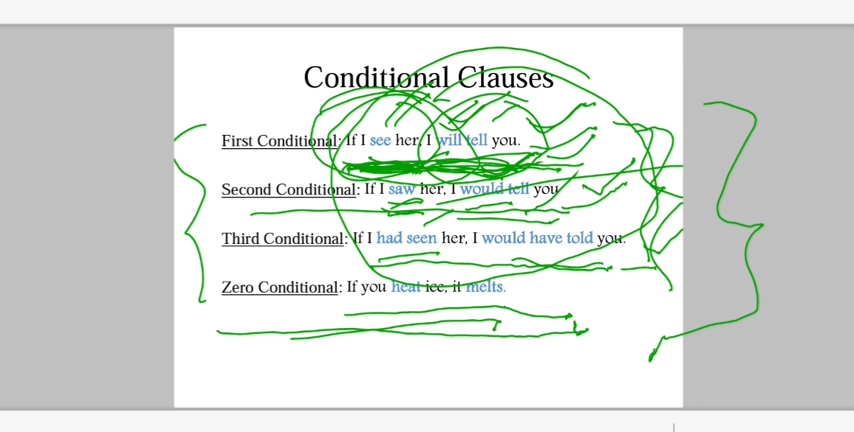 Conditional Clauses
First Conditional: If I see her, I will tell you.
Second Conditional: If I saw her, I would tell you
Third Conditional: If I had seen her, I would have told you.
Zero Conditional: If you heat ice, it melts.